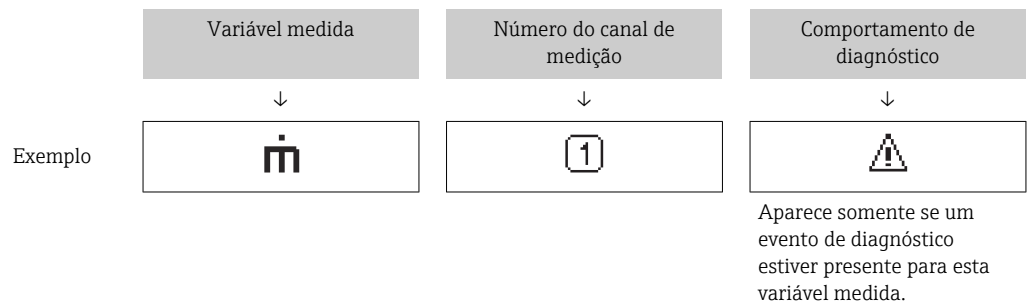 Variável medida
Número do canal de
medição
Comportamento de
diagnóstico
↓
↓
↓
Exemplo
ṁ
1
Aparece somente se um
evento de diagnóstico
estiver presente para esta
variável medida.